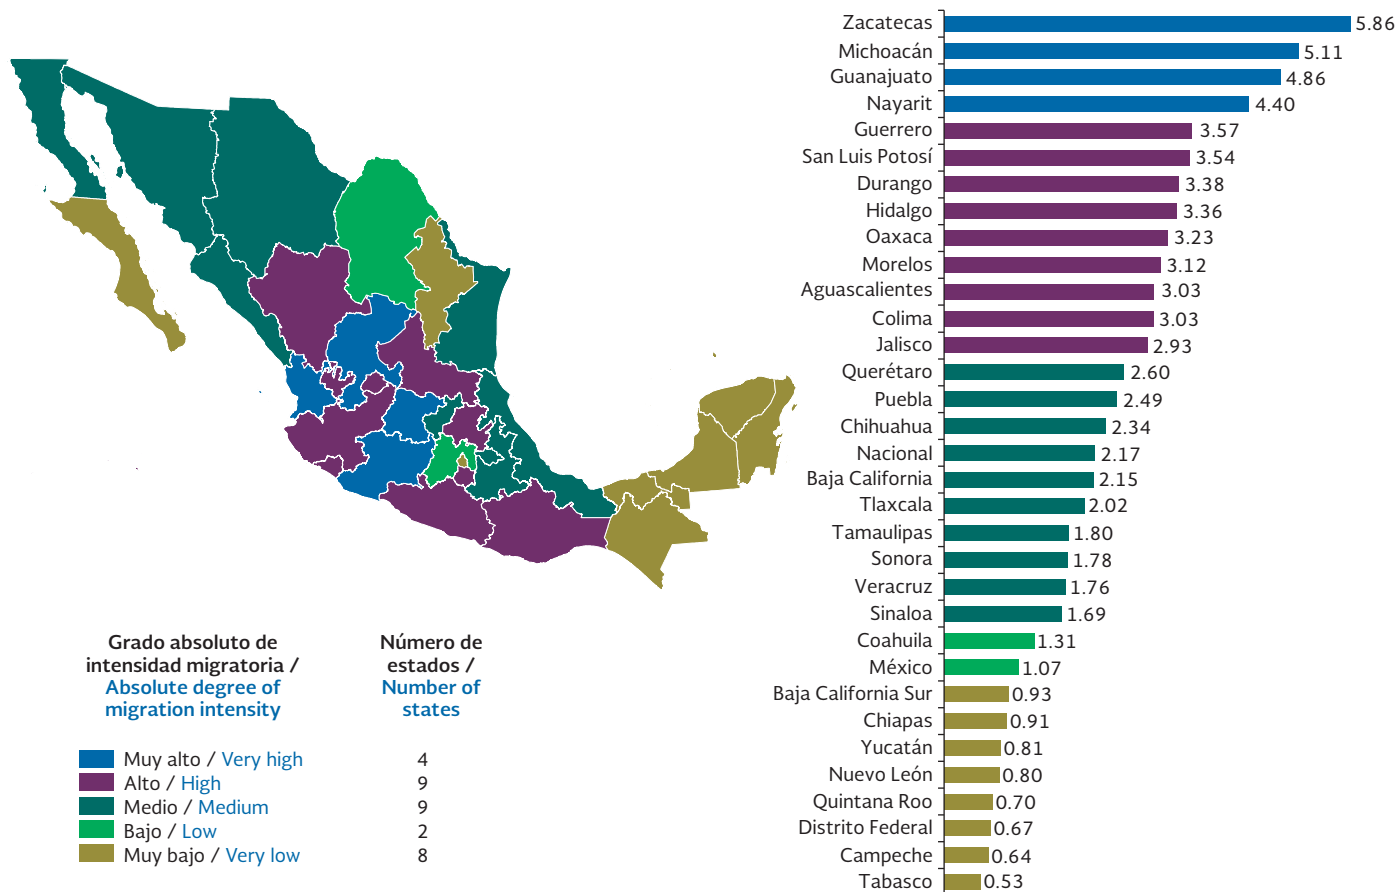 Zacatecas 5.86
Michoacán 5.11
Guanajuato 4.86
Nayarit 4.40
Guerrero 3.57
San Luis Potosí 3.54
Durango 3.38
Hidalgo 3.36
Oaxaca 3.23
Morelos 3.12
Aguascalientes 3.03
Colima 3.03
Jalisco 2.93
Querétaro 2.60
Puebla 2.49
Chihuahua 2.34
Nacional 2.17
Baja California 2.15
Tlaxcala 2.02
Tamaulipas 1.80
Sonora 1.78
Veracruz 1.76
Sinaloa 1.69
Coahuila 1.31
México 1.07
Baja California Sur 0.93
Chiapas 0.91
Yucatán 0.81
Nuevo León 0.80
Quintana Roo 0.70
Distrito Federal 0.67
Campeche 0.64
Tabasco 0.53
Grado absoluto de
intensidad migratoria /
Absolute degree of
migration intensity
Número de
estados /
Number of
states
Muy alto / Very high 4
Alto / High 9
Medio / Medium 9
Bajo / Low 2
Muy bajo / Very low 8